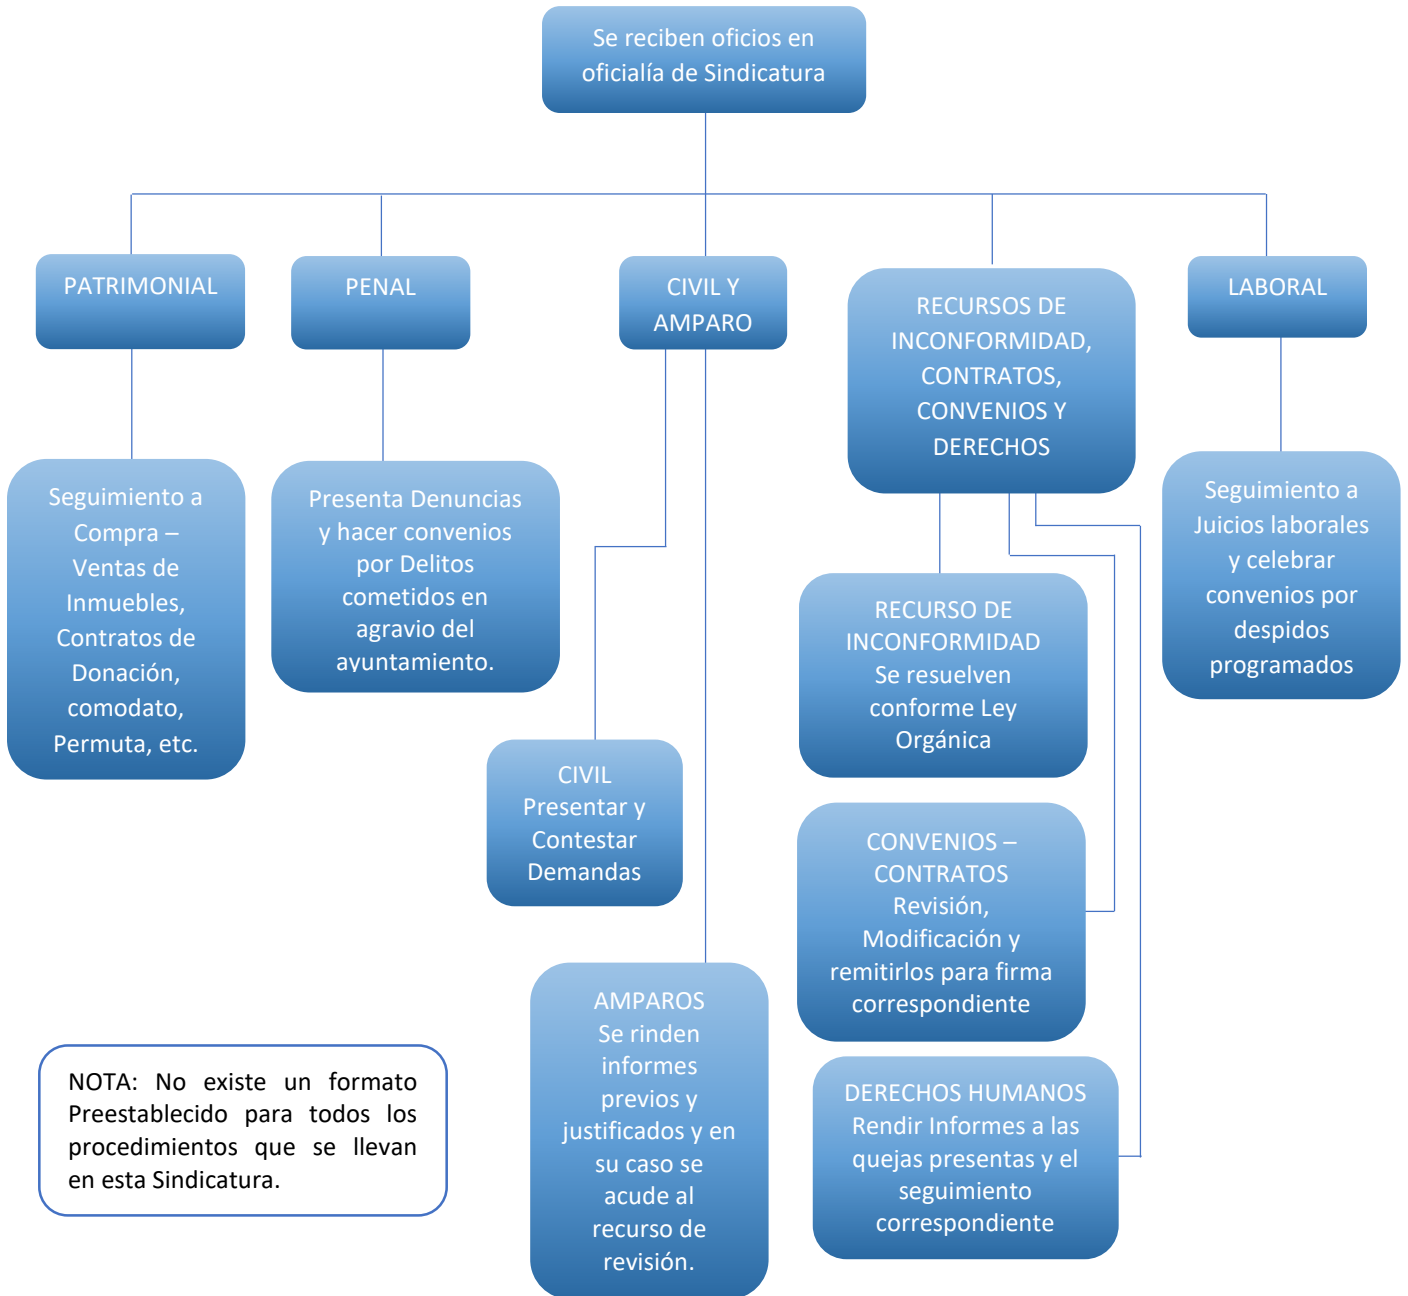 Se reciben oficios en
oficialía de Sindicatura
PATRIMONIAL
PENAL
CIVIL Y
AMPARO
RECURSOS DE
INCONFORMIDAD,
CONTRATOS,
CONVENIOS Y
DERECHOS
LABORAL
Seguimiento a
Compra –
Ventas de
Inmuebles,
Contratos de
Donación,
comodato,
Permuta, etc.
Presenta Denuncias
y hacer convenios
por Delitos
cometidos en
agravio del
ayuntamiento.
CIVIL
Presentar y
Contestar
Demandas
AMPAROS
Se rinden
informes
previos y
justificados y en
su caso se
acude al
recurso de
revisión.
RECURSO DE
INCONFORMIDAD
Se resuelven
conforme Ley
Orgánica
CONVENIOS –
CONTRATOS
Revisión,
Modificación y
remitirlos para firma
correspondiente
DERECHOS HUMANOS
Rendir Informes a las
quejas presentas y el
seguimiento
correspondiente
Seguimiento a
Juicios laborales
y celebrar
convenios por
despidos
programados
NOTA: No existe un formato
Preestablecido para todos los
procedimientos que se llevan
en esta Sindicatura.